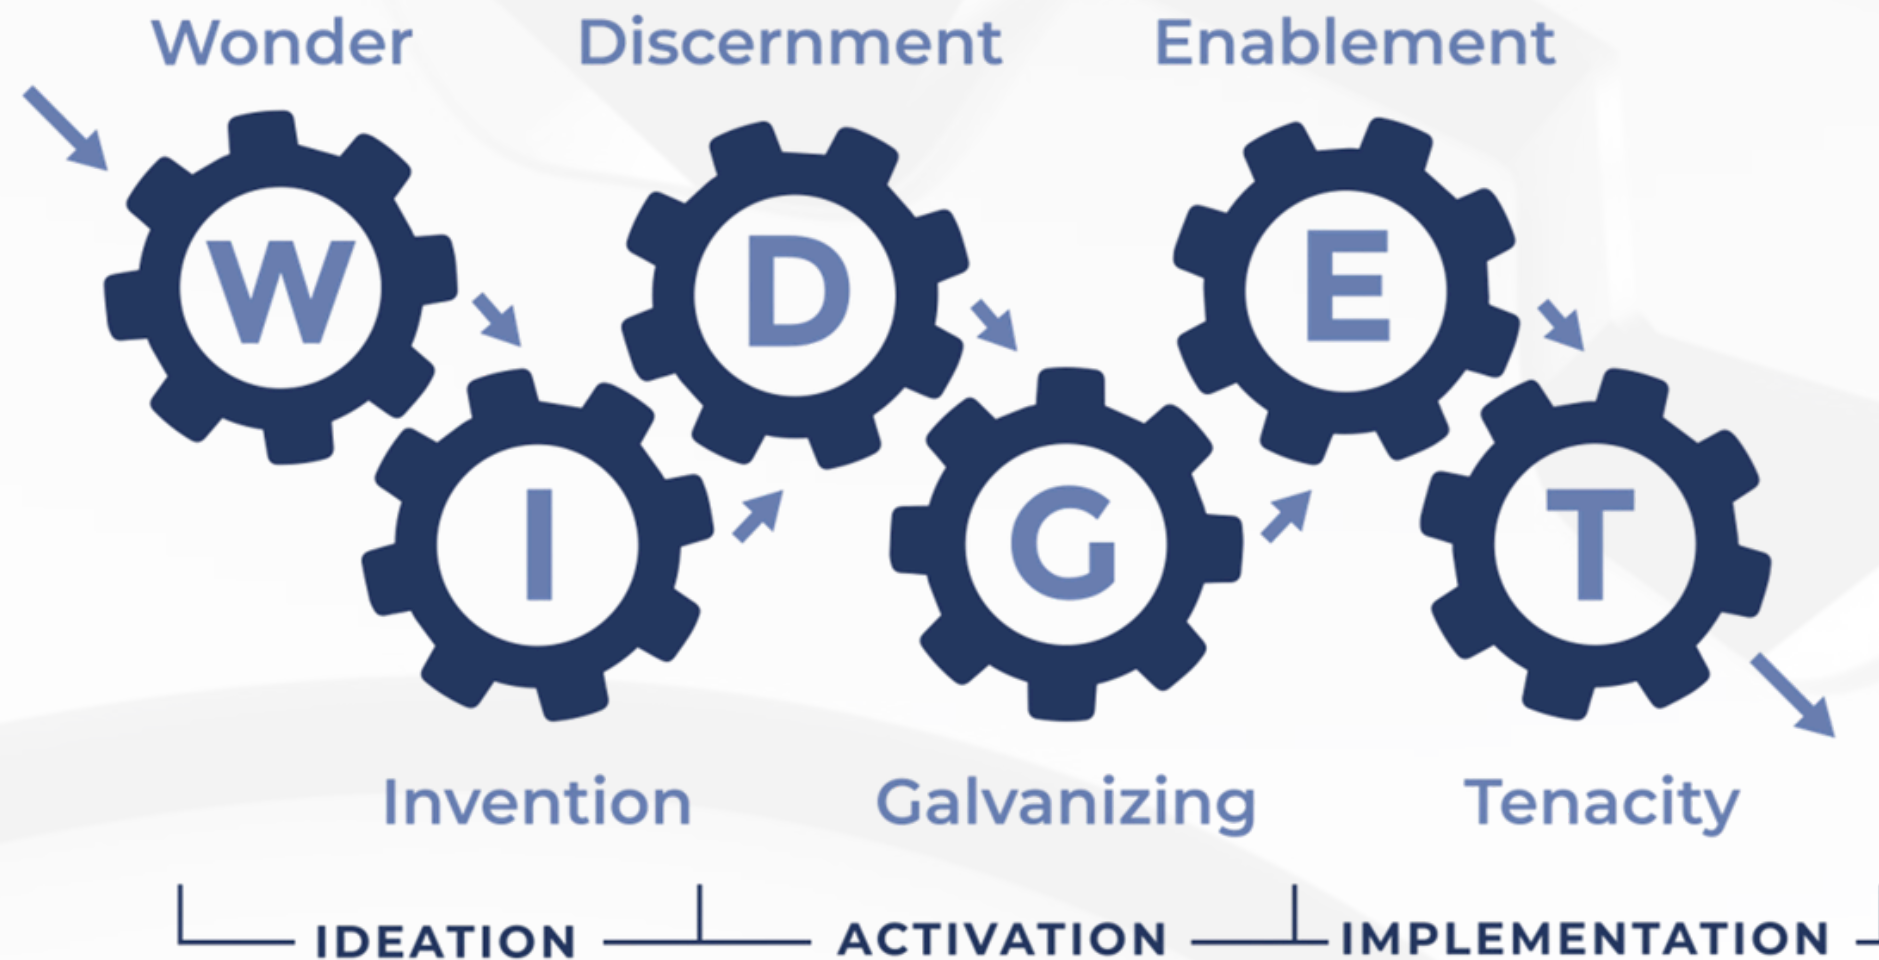 Wonder Discernment Enablement
W D E
I G T
Invention Galvanizing Tenacity
IDEATION ACTIVATION IMPLEMENTATION